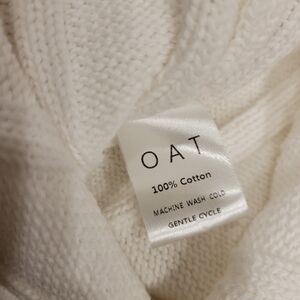 OAT
100% Cotton
MACHINE WASH COLD
GENTLE CYCLE